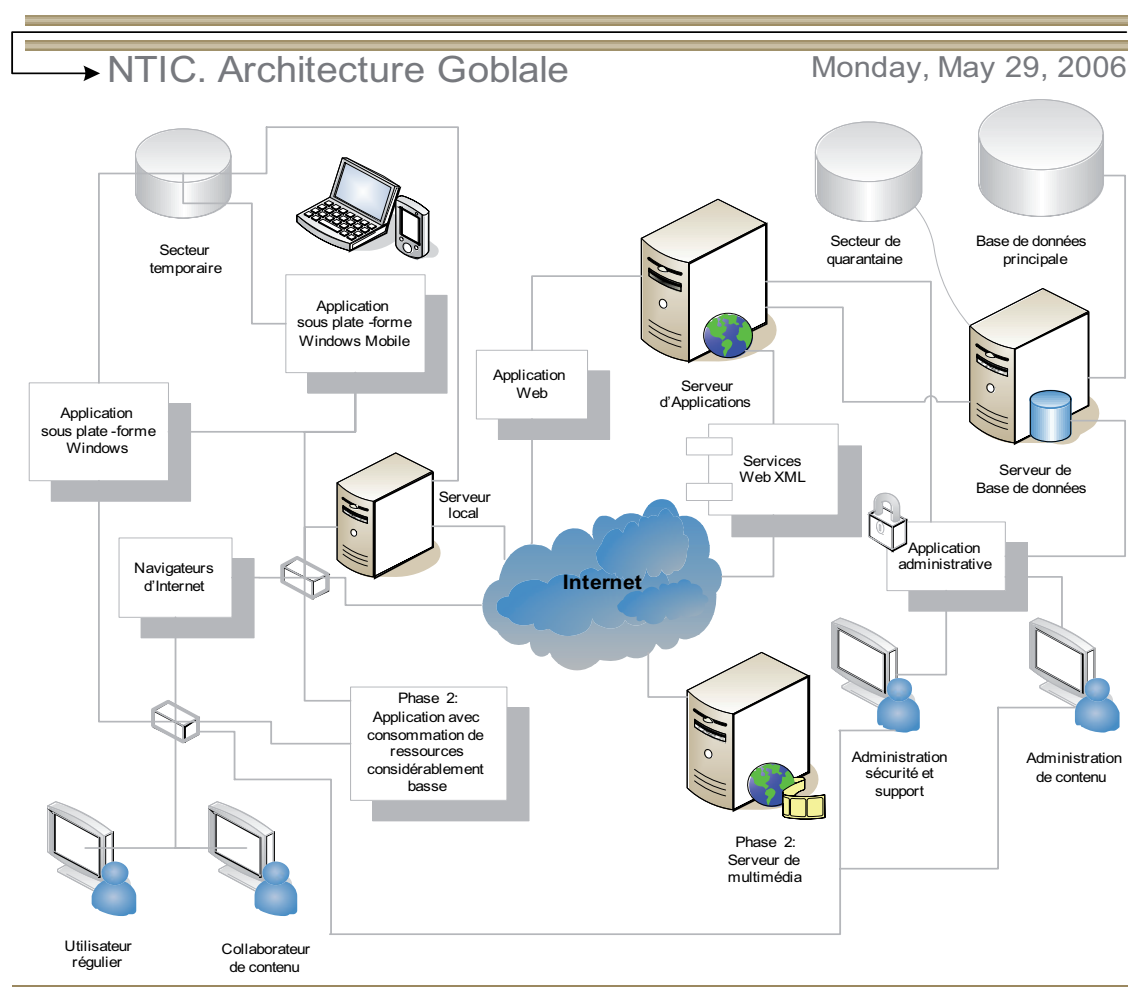 NTIC. Architecture Goblale
Monday, May 29, 2006
Secteur
temporaire
Secteur de
quarantaine
Base de données
principale
Application
sous plate -forme
Windows Mobile
Application
Web
Serveur
d'Applications
Application
sous plate -forme
Windows
Serveur
local
Services
Web XML
Serveur de
Base de données
Navigateurs
d'Internet
Internet
Application
administrative
Phase 2:
Application avec
consommation de
ressources
considérablement
basse
Administration
sécurité et
support
Administration
de contenu
Phase 2:
Serveur de
multimédia
Utilisateur
régulier
Collaborateur
de contenu